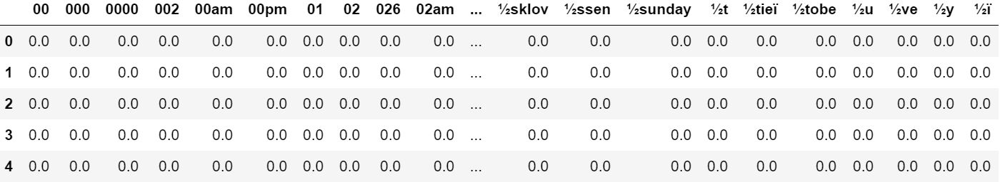 00 000 0000 002 00am 00pm 01 02 026 02am ... ½sklov ½ssen ½sunday ½t ½tieï ½tobe ½u ½ve ½y ½ï
0 0.0 0.0 0.0 0.0 0.0 0.0 0.0 0.0 0.0 0.0 ... 0.0 0.0 0.0 0.0 0.0 0.0 0.0 0.0 0.0 0.0
1 0.0 0.0 0.0 0.0 0.0 0.0 0.0 0.0 0.0 0.0 ... 0.0 0.0 0.0 0.0 0.0 0.0 0.0 0.0 0.0 0.0
2 0.0 0.0 0.0 0.0 0.0 0.0 0.0 0.0 0.0 0.0 ... 0.0 0.0 0.0 0.0 0.0 0.0 0.0 0.0 0.0 0.0
3 0.0 0.0 0.0 0.0 0.0 0.0 0.0 0.0 0.0 0.0 ... 0.0 0.0 0.0 0.0 0.0 0.0 0.0 0.0 0.0 0.0
4 0.0 0.0 0.0 0.0 0.0 0.0 0.0 0.0 0.0 0.0 ... 0.0 0.0 0.0 0.0 0.0 0.0 0.0 0.0 0.0 0.0